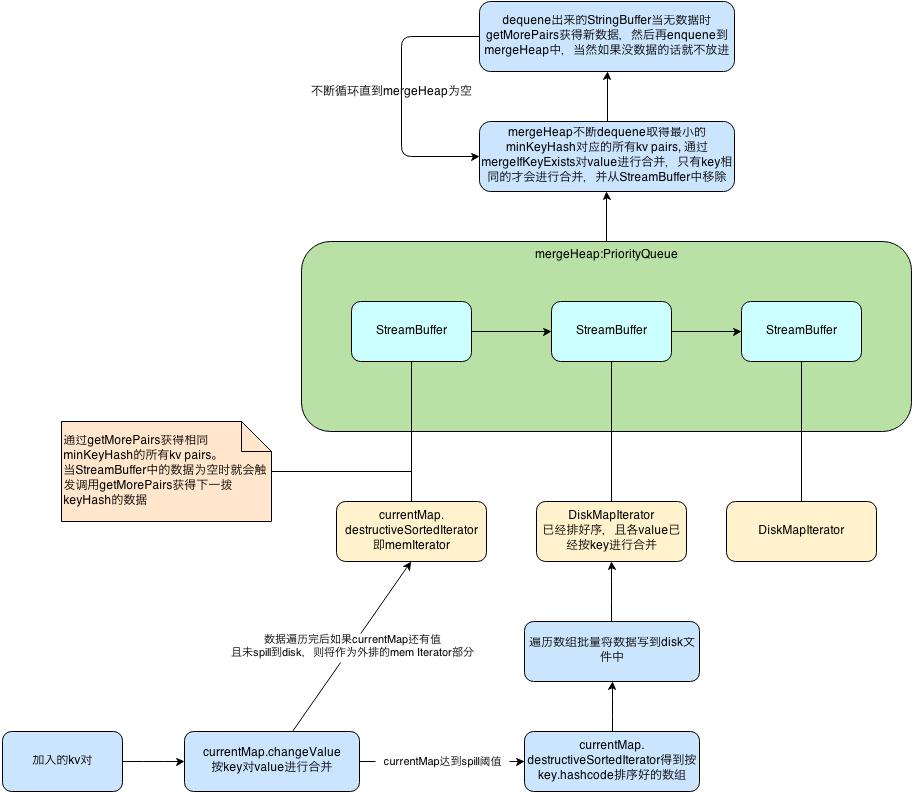 dequene出来的StringBuffer当无数据时
getMorePairs获得新数据，然后再enquene到
mergeHeap中，当然如果没数据的话就不放进
不断循环直到mergeHeap为空
mergeHeap不断dequene取得最小的
minKeyHash对应的所有kv pairs, 通过
mergeIfKeyExists对value进行合并，只有key相
同的才会进行合并，并从StreamBuffer中移除
mergeHeap:PriorityQueue
StreamBuffer
StreamBuffer
StreamBuffer
通过getMorePairs获得相同
minKeyHash的所有kv pairs。
当StreamBuffer中的数据为空时就会触
发调用getMorePairs获得下一拨
keyHash的数据
currentMap.
destructiveSortedIterator
即memIterator
DiskMapIterator
已经排好序，且各value已
经按key进行合并
DiskMapIterator
数据遍历完后如果currentMap还有值
且未spill到disk，则将作为外排的mem Iterator部分
遍历数组批量将数据写到disk文
件中
加入的kv对
currentMap.changeValue
按key对value进行合并
currentMap达到spill阈值
currentMap.
destructiveSortedIterator得到按
key.hashcode排序好的数组